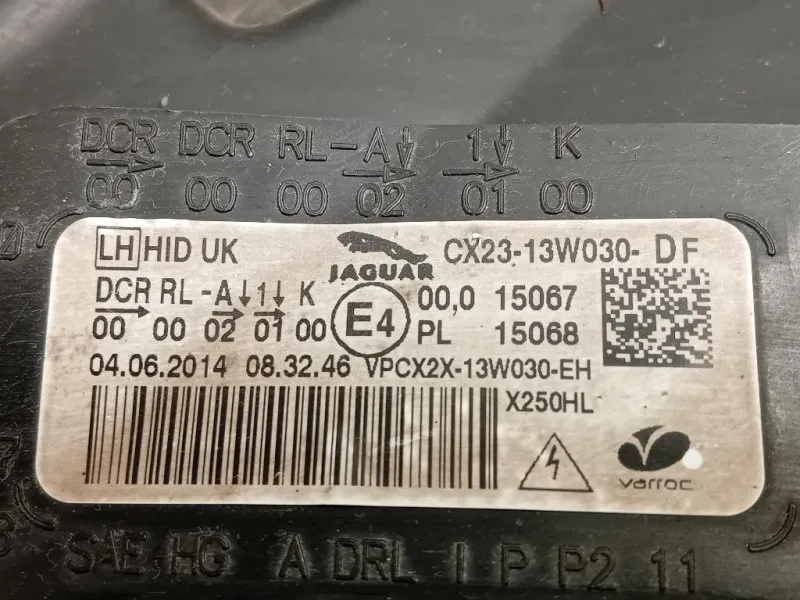 DCR DCR RL-A↓ 1↓ K
00 00 00 02 01 00
LH HID UK JAGUAR CX23-13W030-DF
DCR RL-A↓ 1↓ K E4 00,0 15067
00 00 02 01 00 PL 15068
04.06.2014 08.32.46 VPCX2X-13W030-EH
X250HL
varroc
SAE HG A DRL I P P2 11